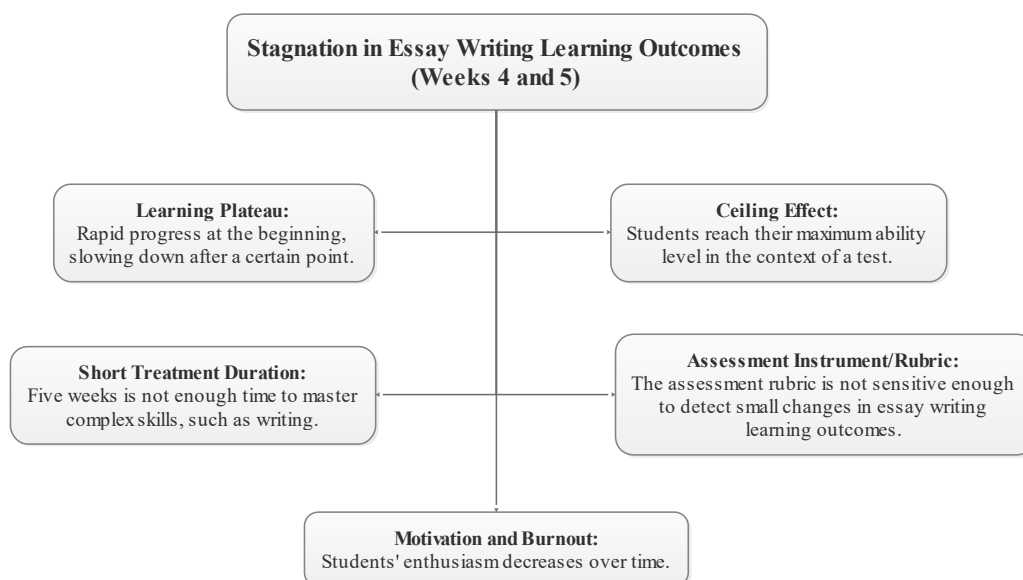 Stagnation in Essay Writing Learning Outcomes
(Weeks 4 and 5)
Learning Plateau:
Rapid progress at the beginning,
slowing down after a certain point.
Ceiling Effect:
Students reach their maximum ability
level in the context of a test.
Short Treatment Duration:
Five weeks is not enough time to master
complex skills, such as writing.
Assessment Instrument/Rubric:
The assessment rubric is not sensitive enough
to detect small changes in essay writing
learning outcomes.
Motivation and Burnout:
Students' enthusiasm decreases over time.